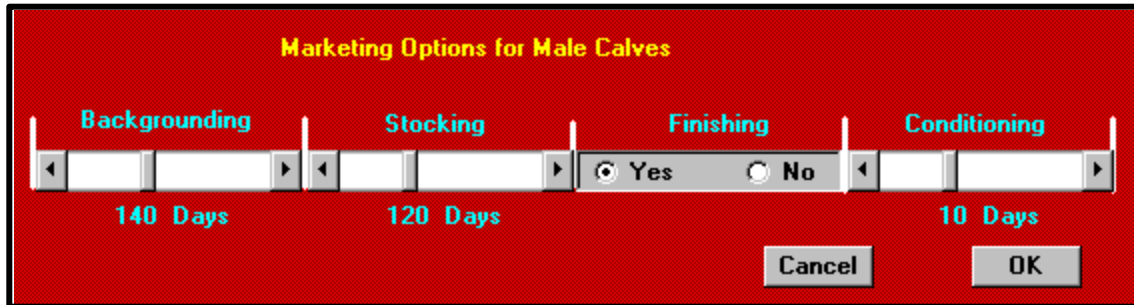 Marketing Options for Male Calves
Backgrounding Stocking Finishing Conditioning
Yes No
140 Days 120 Days 10 Days
Cancel OK